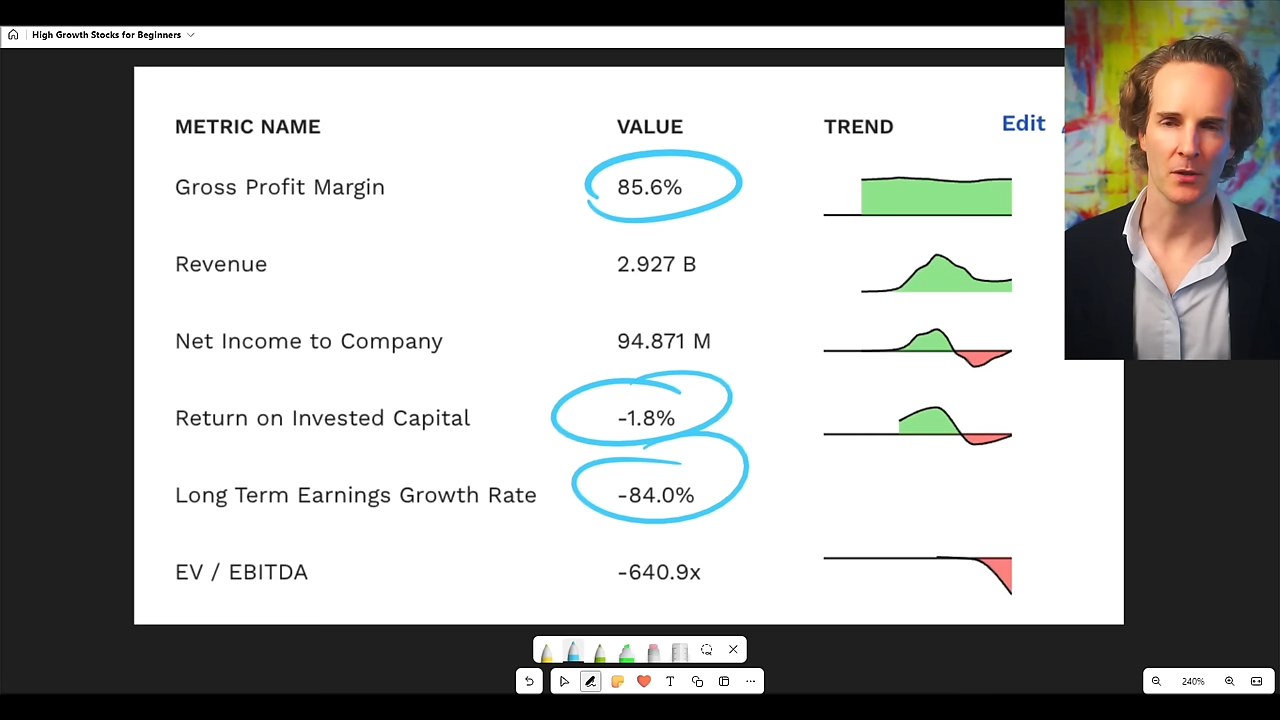 High Growth Stocks for Beginners
METRIC NAME VALUE TREND Edit
Gross Profit Margin 85.6%
Revenue 2.927 B
Net Income to Company 94.871 M
Return on Invested Capital -1.8%
Long Term Earnings Growth Rate -84.0%
EV / EBITDA -640.9x
T
240%